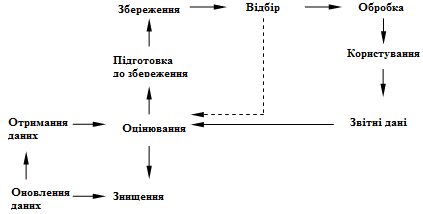 Збереження
Відбір
Обробка
Підготовка
до збереження
Користування
Отримання
даних
Оцінювання
Звітні дані
Оновлення
даних
Знищення